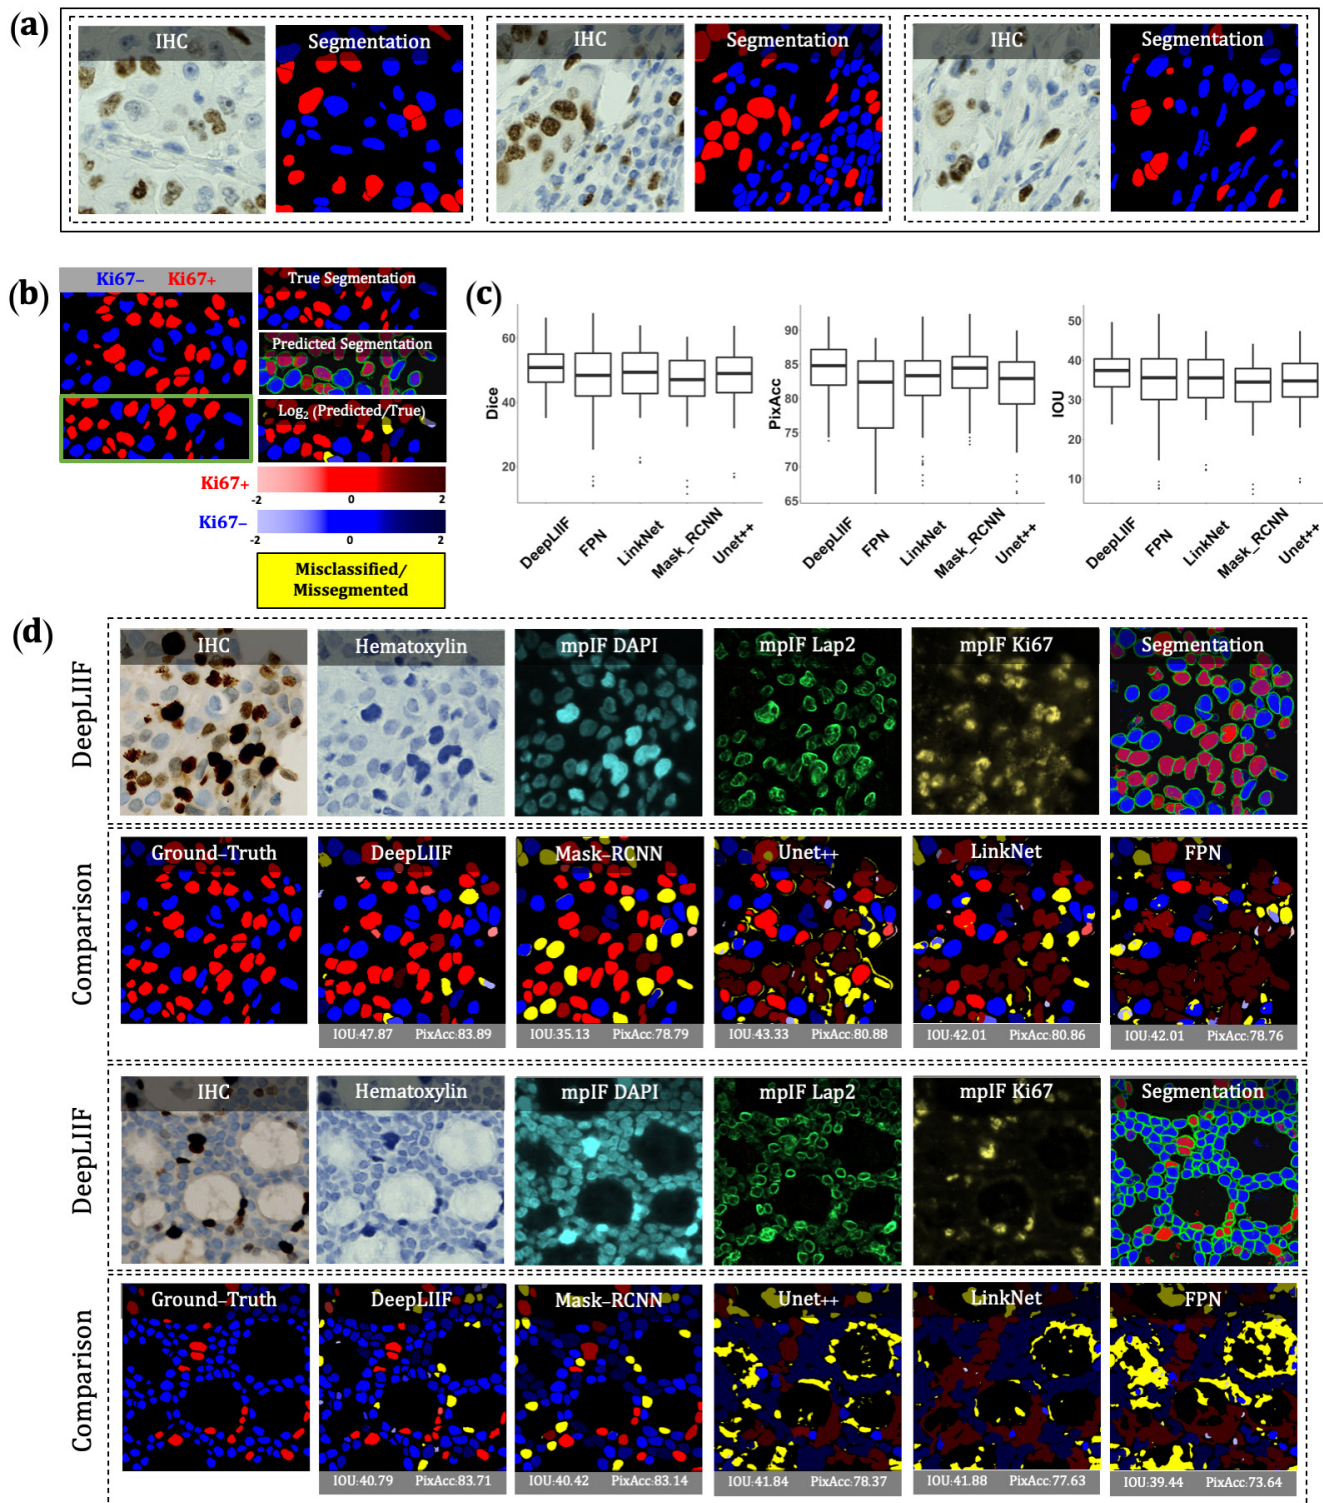 (a)
IHC Segmentation IHC Segmentation IHC Segmentation
(b)
Ki67– Ki67+
True Segmentation
Predicted Segmentation
Log2 (Predicted/True)
Ki67+
-2 0 2
Ki67–
-2 0 2
Misclassified/
Missegmented
(c)
Dice
60
40
20
DeepLIIF FPN LinkNet Mask_RCNN Unet++
PixAcc
90
85
80
75
70
65
DeepLIIF FPN LinkNet Mask_RCNN Unet++
IOU
50
40
30
20
10
DeepLIIF FPN LinkNet Mask_RCNN Unet++
(d)
DeepLIIF
IHC Hematoxylin mpIF DAPI mpIF Lap2 mpIF Ki67 Segmentation
Comparison
Ground–Truth DeepLIIF Mask–RCNN Unet++ LinkNet FPN
IOU:47.87 PixAcc:83.89 IOU:35.13 PixAcc:78.79 IOU:43.33 PixAcc:80.88 IOU:42.01 PixAcc:80.86 IOU:42.01 PixAcc:78.76
DeepLIIF
IHC Hematoxylin mpIF DAPI mpIF Lap2 mpIF Ki67 Segmentation
Comparison
Ground–Truth DeepLIIF Mask–RCNN Unet++ LinkNet FPN
IOU:40.79 PixAcc:83.71 IOU:40.42 PixAcc:83.14 IOU:41.84 PixAcc:78.37 IOU:41.88 PixAcc:77.63 IOU:39.44 PixAcc:73.64